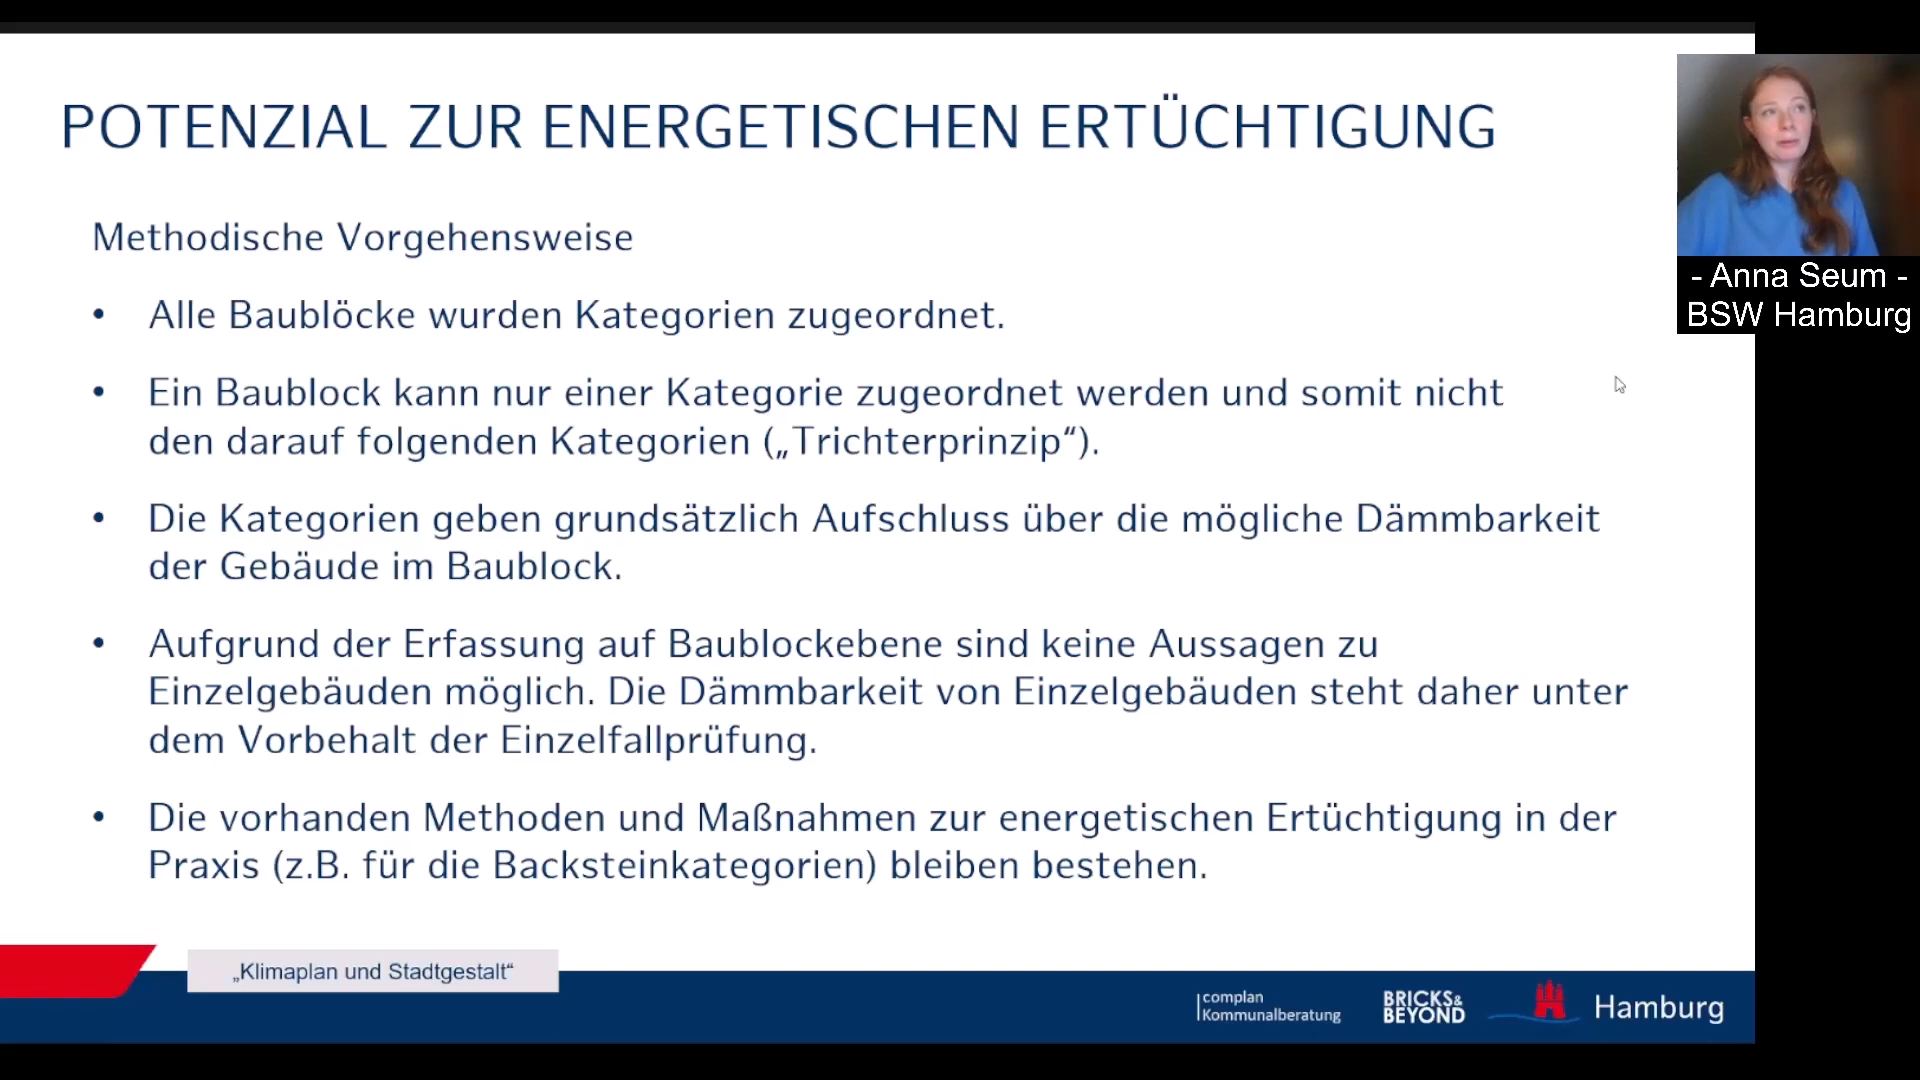 POTENZIAL ZUR ENERGETISCHEN ERTÜCHTIGUNG
Methodische Vorgehensweise
• Alle Baublöcke wurden Kategorien zugeordnet.
• Ein Baublock kann nur einer Kategorie zugeordnet werden und somit nicht
den darauf folgenden Kategorien („Trichterprinzip“).
• Die Kategorien geben grundsätzlich Aufschluss über die mögliche Dämmbarkeit
der Gebäude im Baublock.
• Aufgrund der Erfassung auf Baublockebene sind keine Aussagen zu
Einzelgebäuden möglich. Die Dämmbarkeit von Einzelgebäuden steht daher unter
dem Vorbehalt der Einzelfallprüfung.
• Die vorhanden Methoden und Maßnahmen zur energetischen Ertüchtigung in der
Praxis (z.B. für die Backsteinkategorien) bleiben bestehen.
- Anna Seum -
BSW Hamburg
„Klimaplan und Stadtgestalt“
complan
Kommunalberatung
BRICKS&
BEYOND
Hamburg